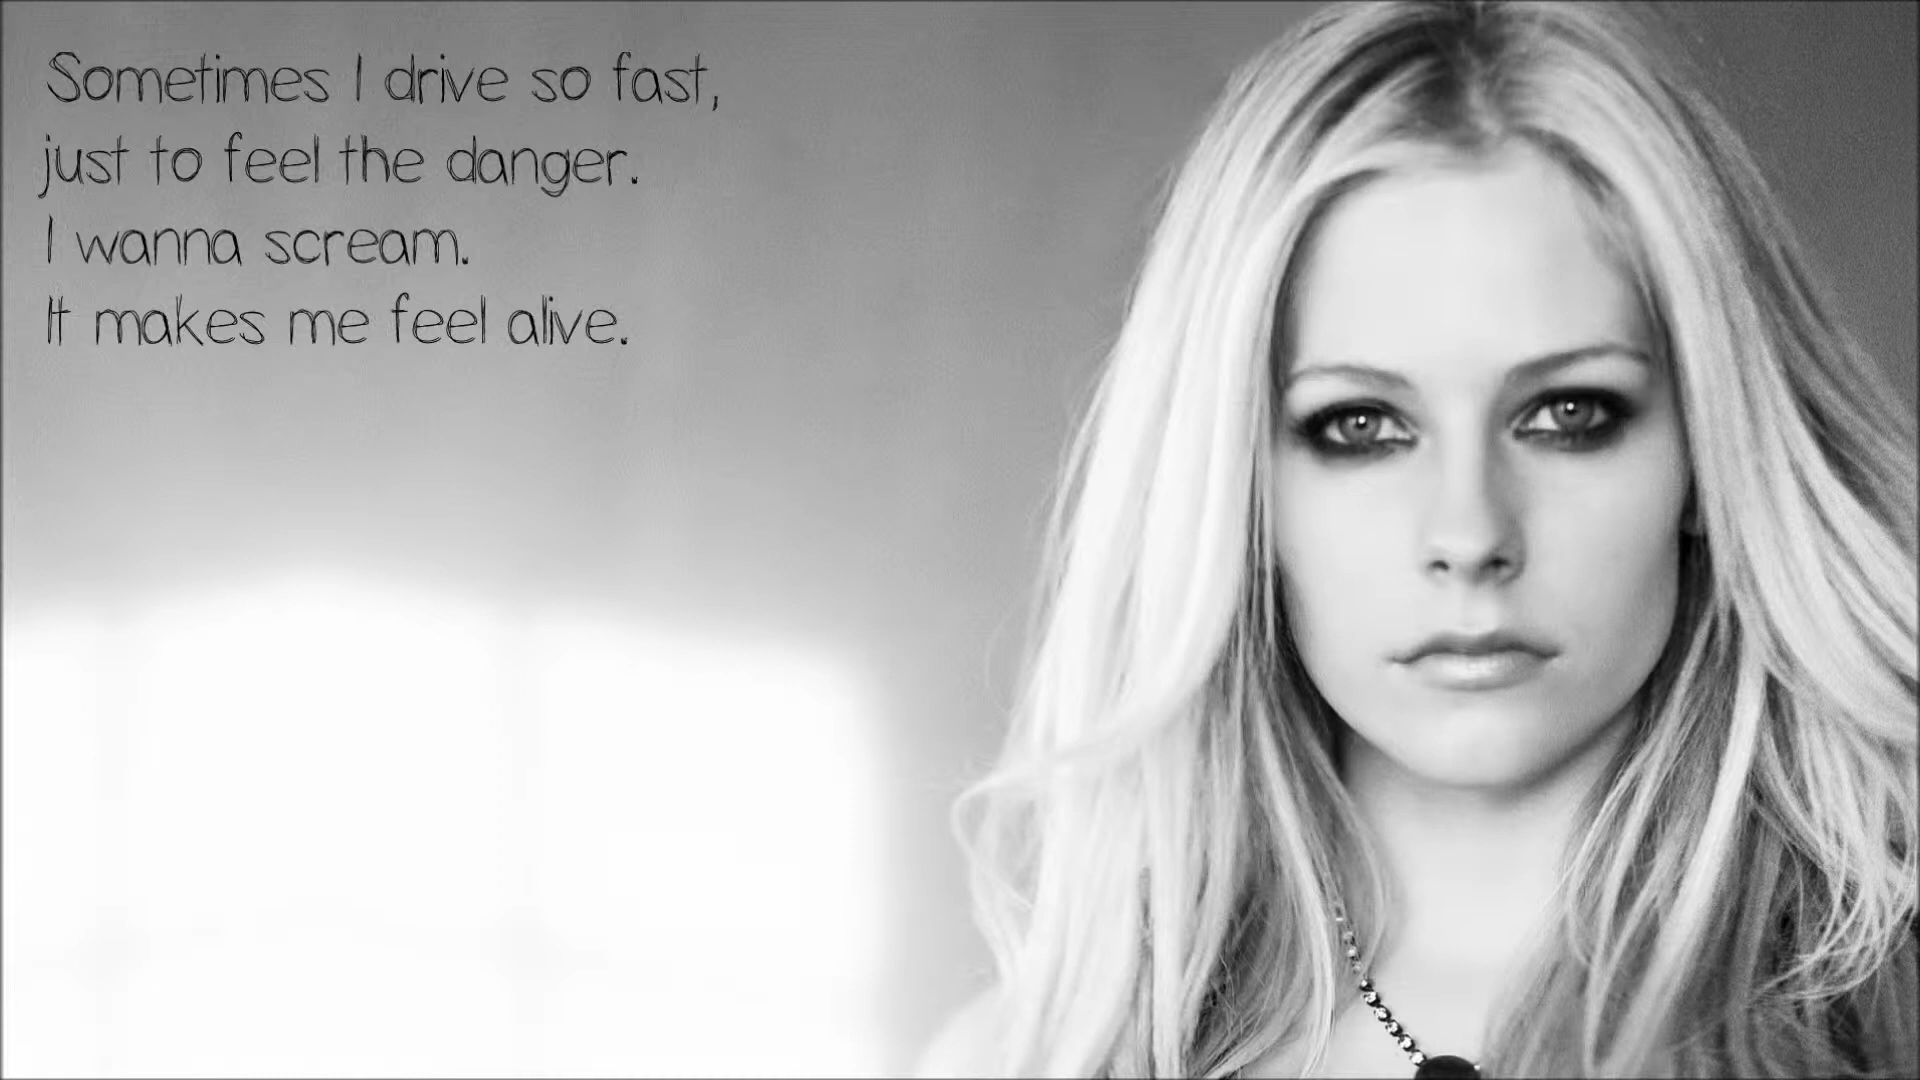 Sometimes I drive so fast,
just to feel the danger.
I wanna scream.
It makes me feel alive.